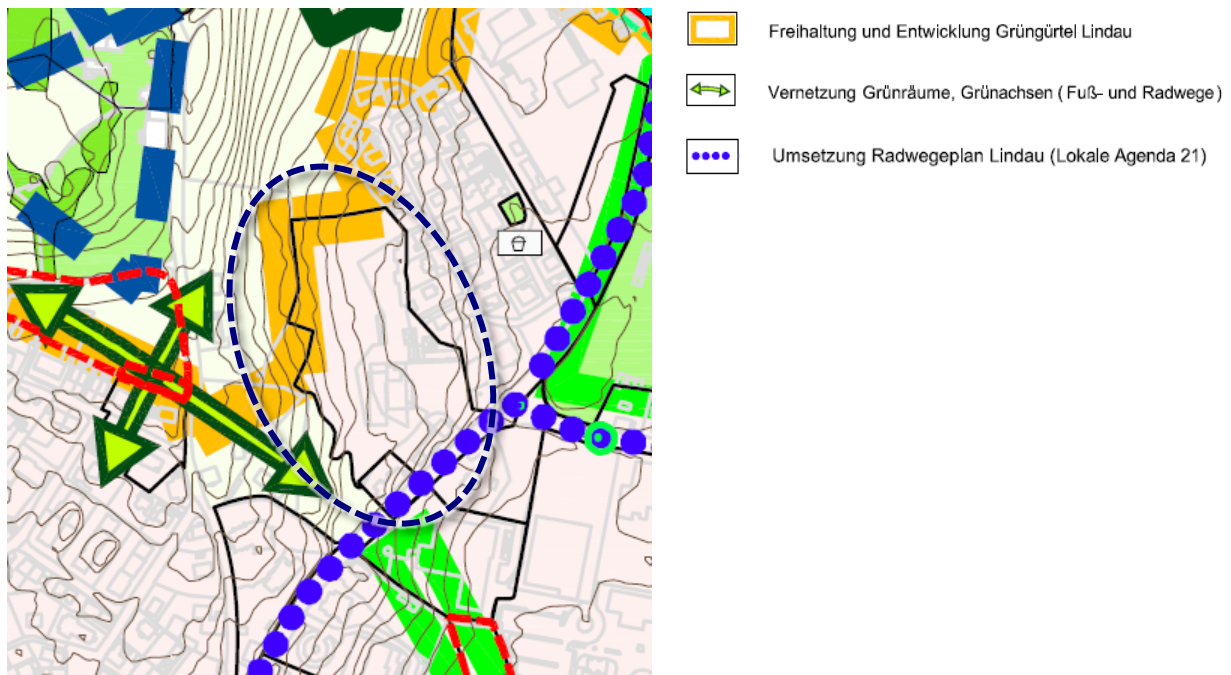 Freihaltung und Entwicklung Grüngürtel Lindau
Vernetzung Grünräume, Grünachsen ( Fuß- und Radwege )
Umsetzung Radwegeplan Lindau (Lokale Agenda 21)